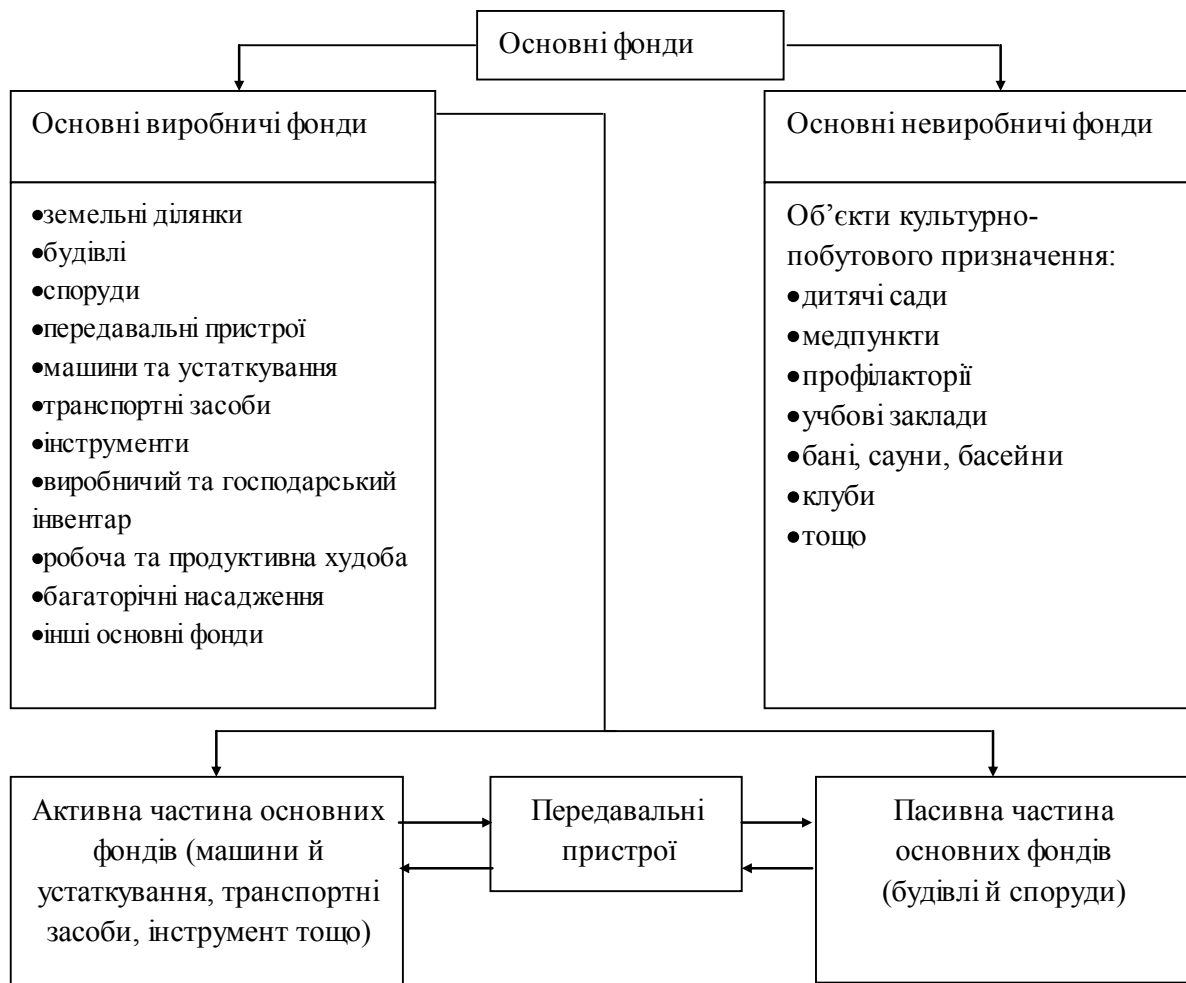 Основні фонди
Основні виробничі фонди
•земельні ділянки
•будівлі
•споруди
•передавальні пристрої
•машини та устаткування
•транспортні засоби
•інструменти
•виробничий та господарський
інвентар
•робоча та продуктивна худоба
•багаторічні насадження
•інші основні фонди
Основні невиробничі фонди
Об’єкти культурно-
побутового призначення:
•дитячі сади
•медпункти
•профілакторії
•учбові заклади
•бані, сауни, басейни
•клуби
•тощо
Активна частина основних
фондів (машини й
устаткування, транспортні
засоби, інструмент тощо)
Передавальні
пристрої
Пасивна частина
основних фондів
(будівлі й споруди)